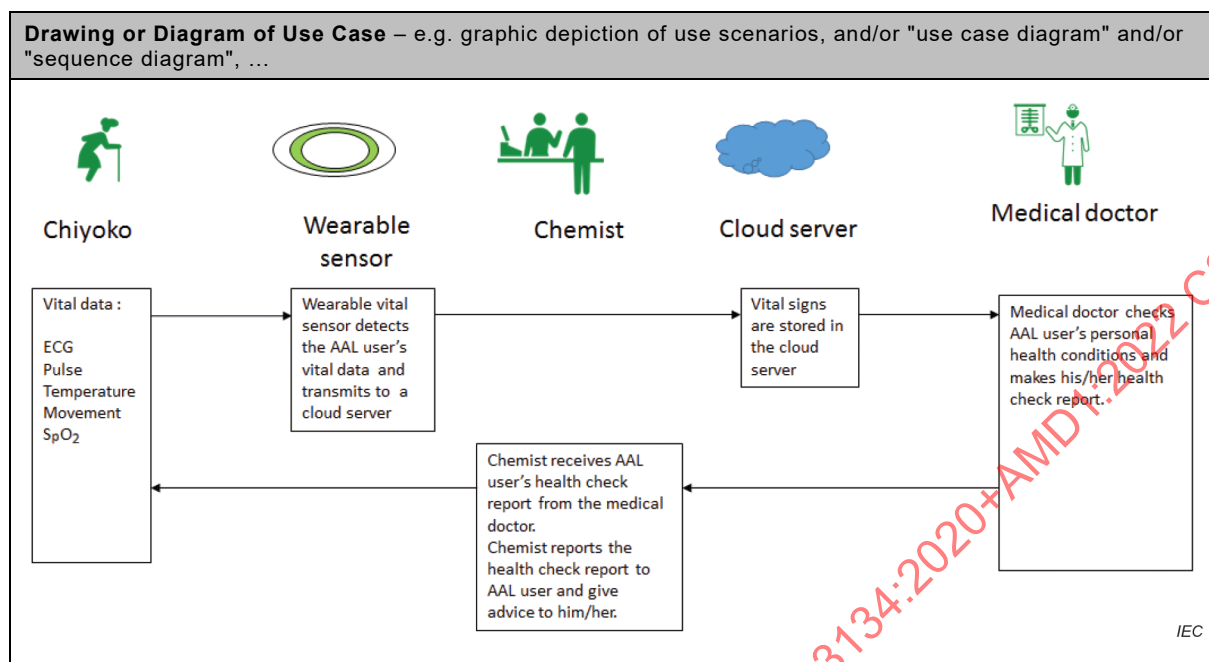 Drawing or Diagram of Use Case – e.g. graphic depiction of use scenarios, and/or "use case diagram" and/or
"sequence diagram", …
Chiyoko
Wearable
sensor
Chemist
Cloud server
Medical doctor
Vital data :
ECG
Pulse
Temperature
Movement
SpO2
Wearable vital
sensor detects
the AAL user's
vital data and
transmits to a
cloud server
Vital signs
are stored in
the cloud
server
Medical doctor checks
AAL user's personal
health conditions and
makes his/her health
check report.
Chemist receives AAL
user's health check
report from the medical
doctor.
Chemist reports the
health check report to
AAL user and give
advice to him/her.
IEC
3134:2020+AMD1:2022